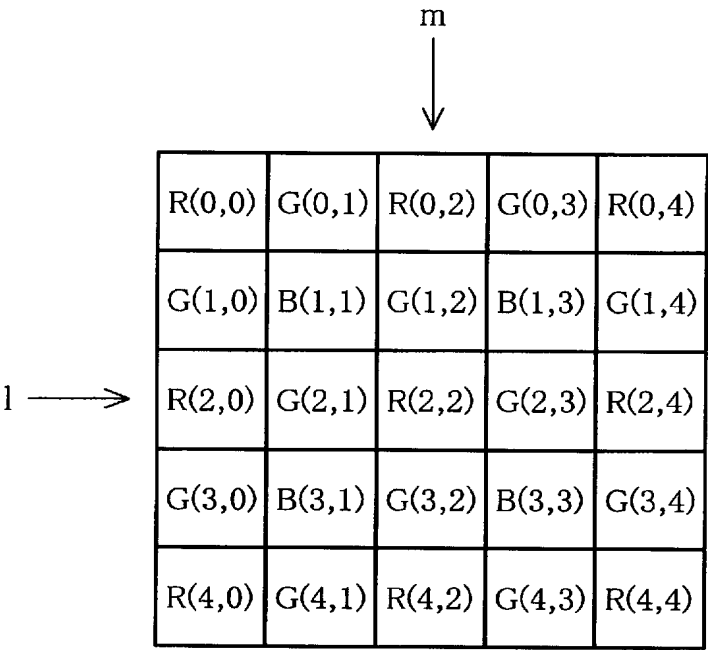 m
R(0,0) G(0,1) R(0,2) G(0,3) R(0,4)
G(1,0) B(1,1) G(1,2) B(1,3) G(1,4)
l R(2,0) G(2,1) R(2,2) G(2,3) R(2,4)
G(3,0) B(3,1) G(3,2) B(3,3) G(3,4)
R(4,0) G(4,1) R(4,2) G(4,3) R(4,4)